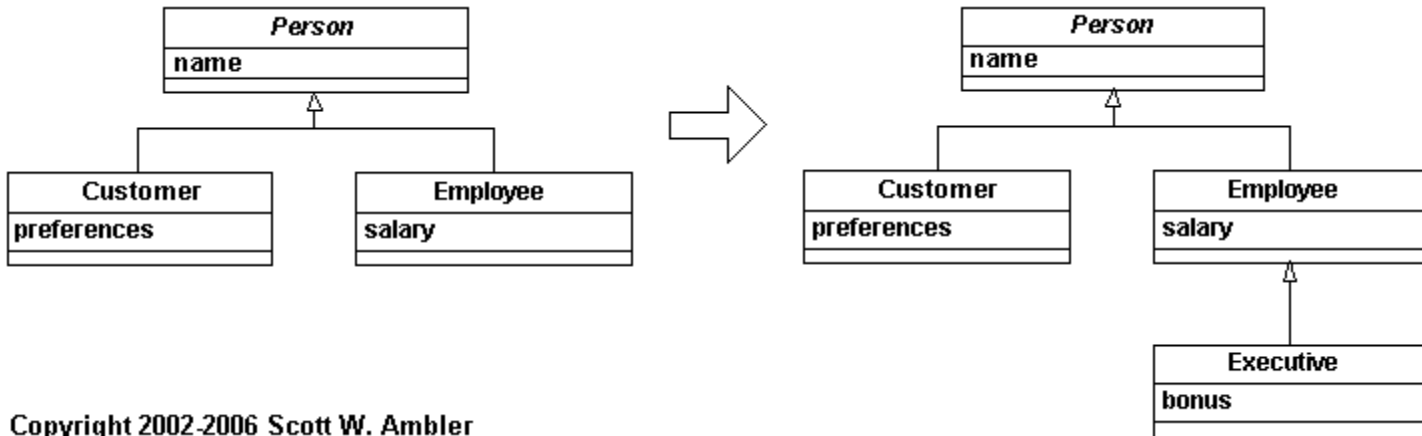 Person
name
Customer
preferences
Employee
salary
Person
name
Customer
preferences
Employee
salary
Executive
bonus
Copyright 2002-2006 Scott W. Ambler